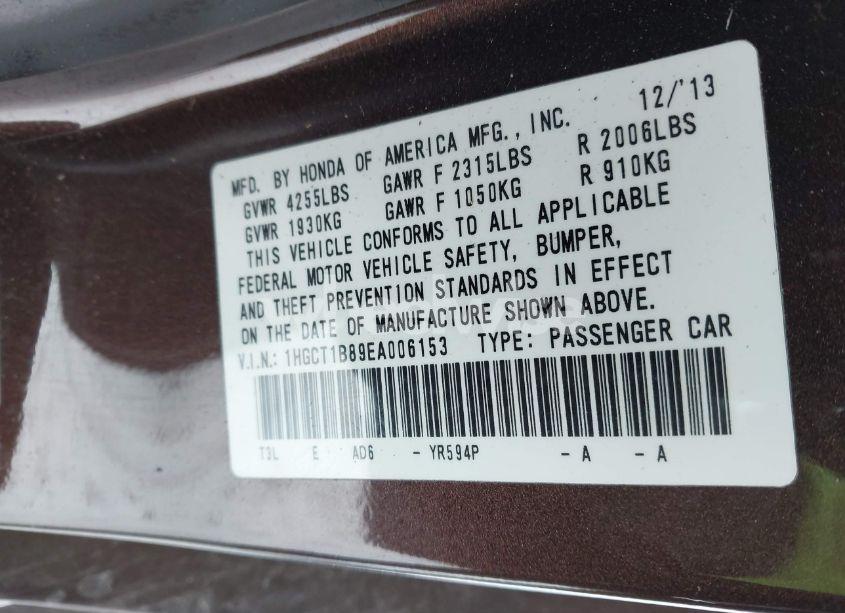 12/'13
MFD. BY HONDA OF AMERICA MFG., INC.
GVWR 4255LBS GAWR F 2315LBS R 2006LBS
GVWR 1930KG GAWR F 1050KG R 910KG
THIS VEHICLE CONFORMS TO ALL APPLICABLE
FEDERAL MOTOR VEHICLE SAFETY, BUMPER,
AND THEFT PREVENTION STANDARDS IN EFFECT
ON THE DATE OF MANUFACTURE SHOWN ABOVE.
V.I.N.: 1HGCT1B89EA006153 TYPE: PASSENGER CAR
T3L E AD6 - YR594P - A - A